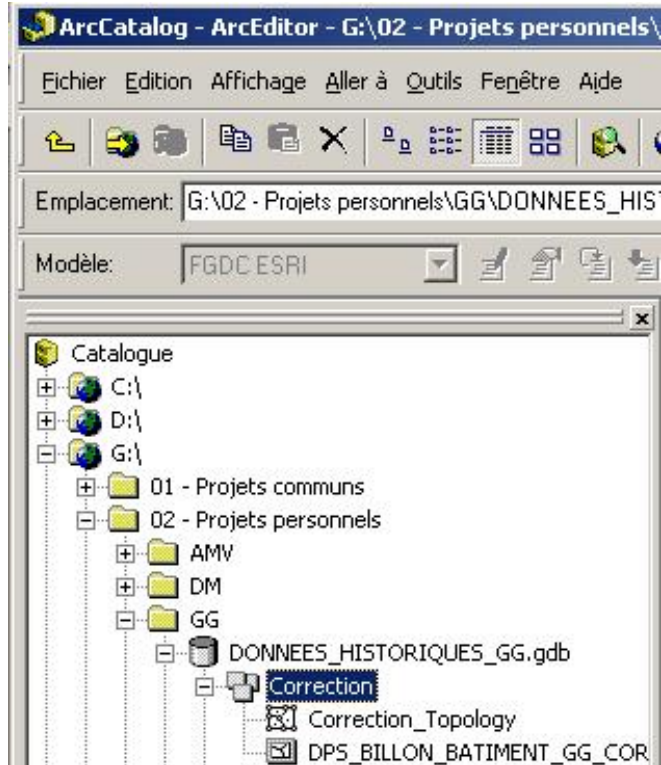 ArcCatalog - ArcEditor - G:\02 - Projets personnels\
Fichier Edition Affichage Aller à Outils Fenêtre Aide
Emplacement: G:\02 - Projets personnels\GG\DONNEES_HIS
Modèle: FGDC ESRI
Catalogue
C:\
D:\
G:\
01 - Projets communs
02 - Projets personnels
AMV
DM
GG
DONNEES_HISTORIQUES_GG.gdb
Correction
Correction_Topology
DPS_BILLON_BATIMENT_GG_COR